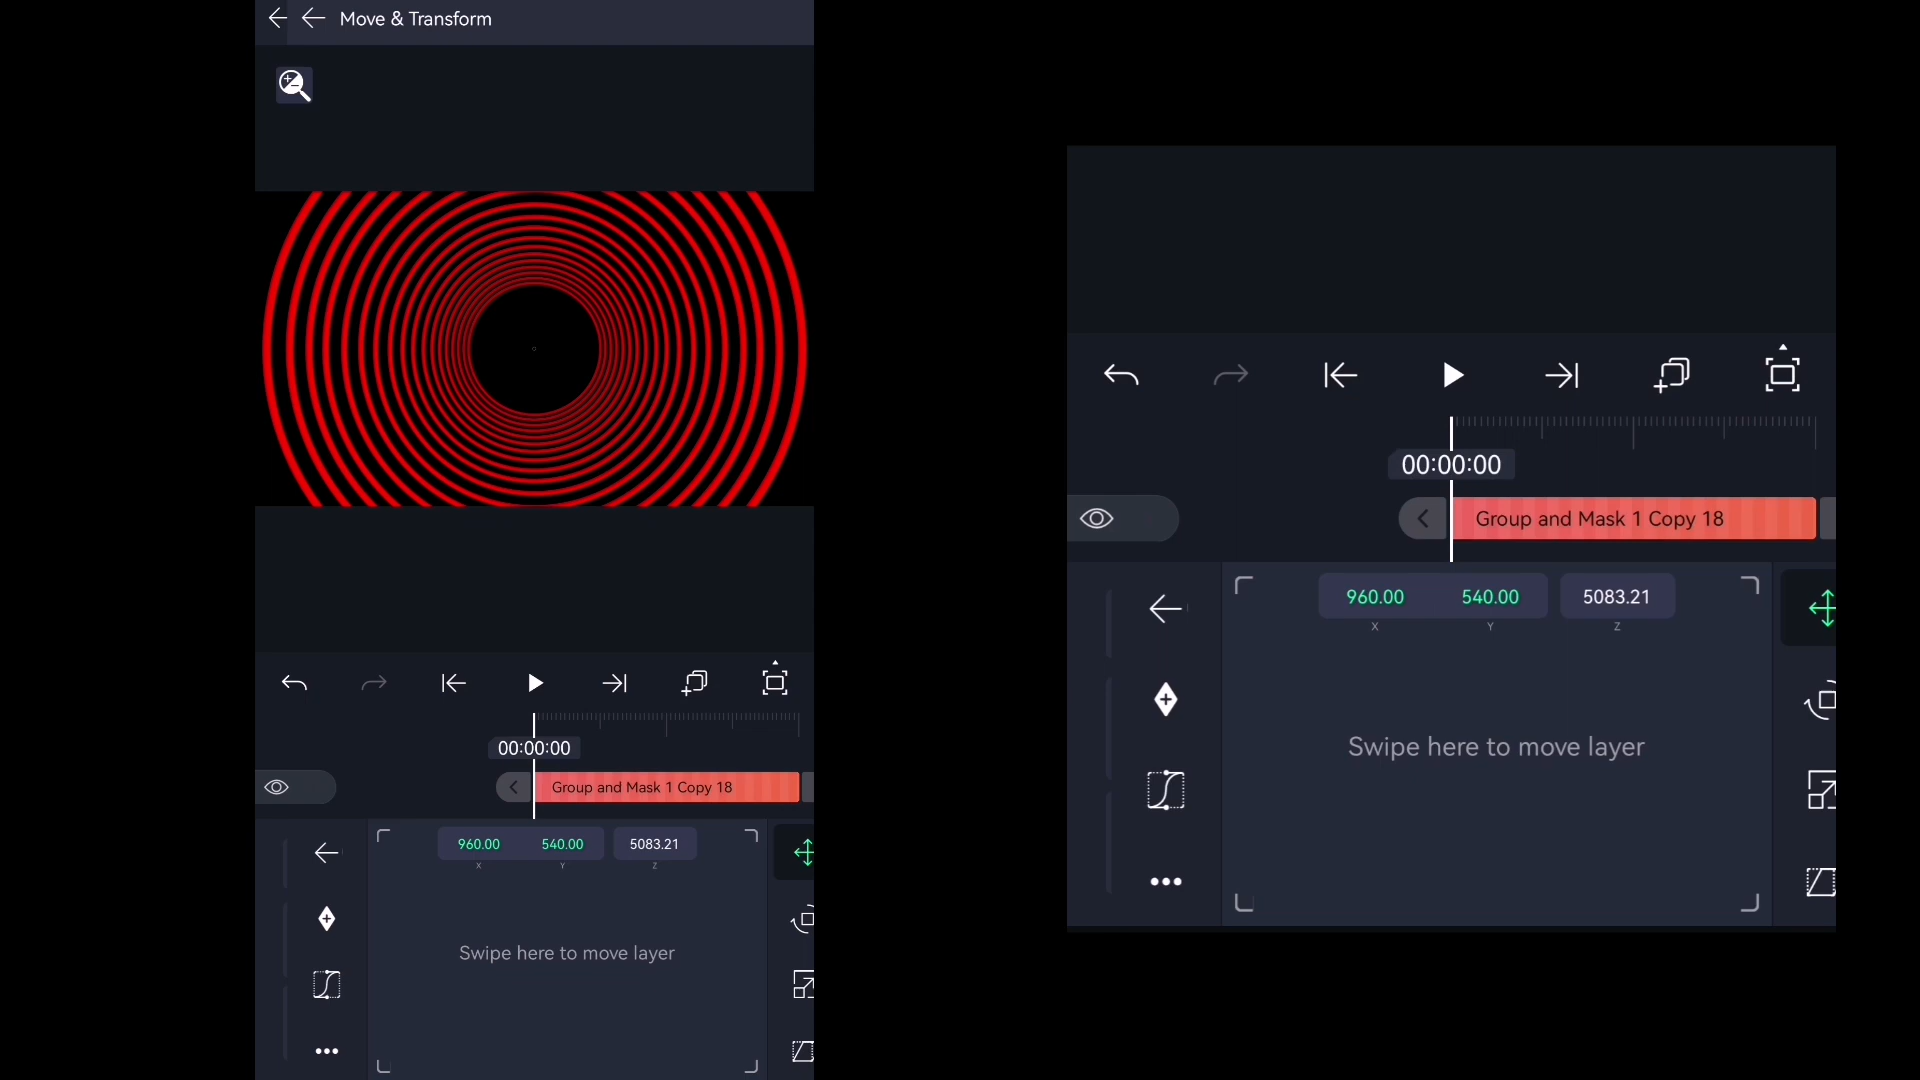 Move & Transform
00:00:00
Group and Mask 1 Copy 18
960.00 540.00 5083.21
X Y Z
Swipe here to move layer
00:00:00
Group and Mask 1 Copy 18
960.00 540.00 5083.21
X Y Z
Swipe here to move layer